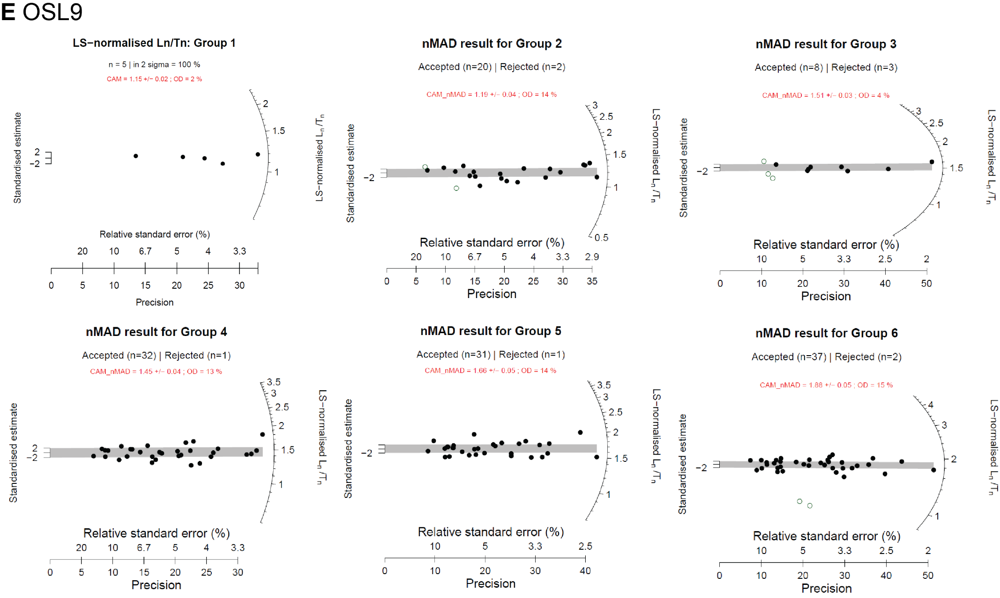 E OSL9
LS−normalised Ln/Tn: Group 1
n = 5 | in 2 sigma = 100 %
CAM = 1.15 +/− 0.02 ; OD = 2 %
Standardised estimate
2
−2
2
1.5
1
LS−normalised Ln/Tn
Relative standard error (%)
20 10 6.7 5 4 3.3
0 5 10 15 20 25 30
Precision
nMAD result for Group 2
Accepted (n=20) | Rejected (n=2)
CAM_nMAD = 1.19 +/− 0.04 ; OD = 14 %
Standardised estimate
−2
3
2.5
2
1.5
1
0.5
LS−normalised Ln/Tn
Relative standard error (%)
20 10 6.7 5 4 3.3 2.9
0 5 10 15 20 25 30 35
Precision
nMAD result for Group 3
Accepted (n=8) | Rejected (n=3)
CAM_nMAD = 1.51 +/− 0.03 ; OD = 4 %
Standardised estimate
−2
3
2.5
2
1.5
1
LS−normalised Ln/Tn
Relative standard error (%)
10 5 3.3 2.5 2
0 10 20 30 40 50
Precision
nMAD result for Group 4
Accepted (n=32) | Rejected (n=1)
CAM_nMAD = 1.45 +/− 0.04 ; OD = 13 %
Standardised estimate
2
−2
3.5
3
2.5
2
1.5
1
LS−normalised Ln/Tn
Relative standard error (%)
20 10 6.7 5 4 3.3
0 5 10 15 20 25 30
Precision
nMAD result for Group 5
Accepted (n=31) | Rejected (n=1)
CAM_nMAD = 1.66 +/− 0.05 ; OD = 14 %
Standardised estimate
−2
3.5
3
2.5
2
1.5
1
LS−normalised Ln/Tn
Relative standard error (%)
10 5 3.3 2.5
0 10 20 30 40
Precision
nMAD result for Group 6
Accepted (n=37) | Rejected (n=2)
CAM_nMAD = 1.88 +/− 0.05 ; OD = 15 %
Standardised estimate
−2
4
3
2
1
LS−normalised Ln/Tn
Relative standard error (%)
10 5 3.3 2.5 2
0 10 20 30 40 50
Precision